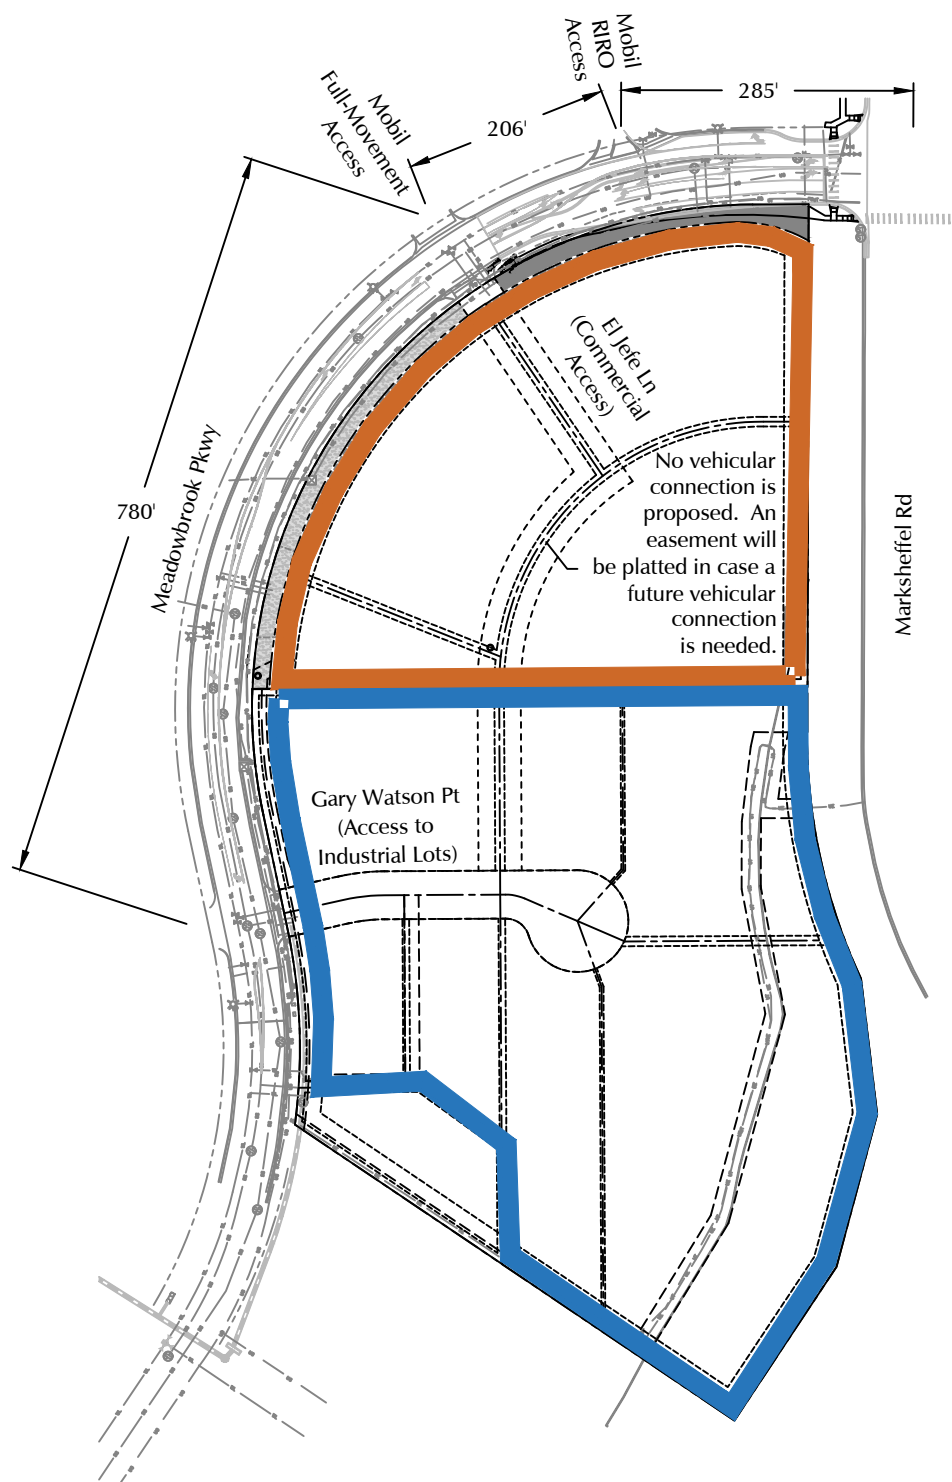 Mobil
RIRO
Access
285'
206'
Mobil
Full-Movement
Access
El Jefe Ln
(Commercial
Access)
780'
Meadowbrook Pkwy
No vehicular
connection is
proposed. An
easement will
be platted in case a
future vehicular
connection
is needed.
Marksheffel Rd
Gary Watson Pt
(Access to
Industrial Lots)